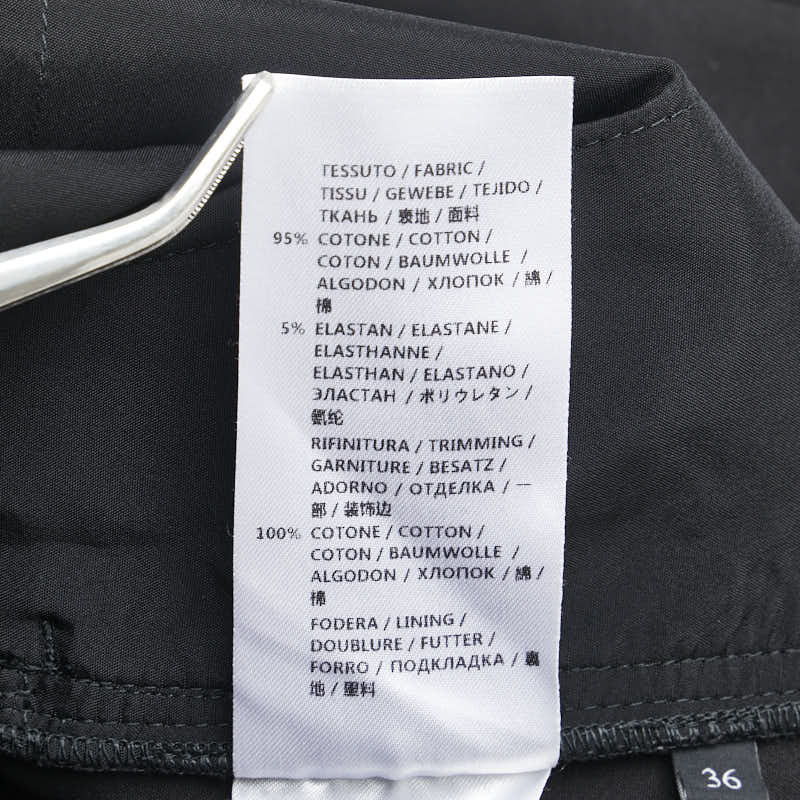 TESSUTO / FABRIC /
TISSU / GEWEBE / TEJIDO /
ТКАНЬ / 裏地 / 面料
95% COTONE / COTTON /
COTON / BAUMWOLLE /
ALGODON / ХЛОПОК / 綿 /
棉
5% ELASTAN / ELASTANE /
ELASTHANNE /
ELASTHAN / ELASTANO /
ЭЛАСТАН / ポリウレタン /
氨纶
RIFINITURA / TRIMMING /
GARNITURE / BESATZ /
ADORNO / ОТДЕЛКА / 一
部 / 装饰边
100% COTONE / COTTON /
COTON / BAUMWOLLE /
ALGODON / ХЛОПОК / 綿 /
棉
FODERA / LINING /
DOUBLURE / FUTTER /
FORRO / ПОДКЛАДКА / 裏
地 / 里料
36